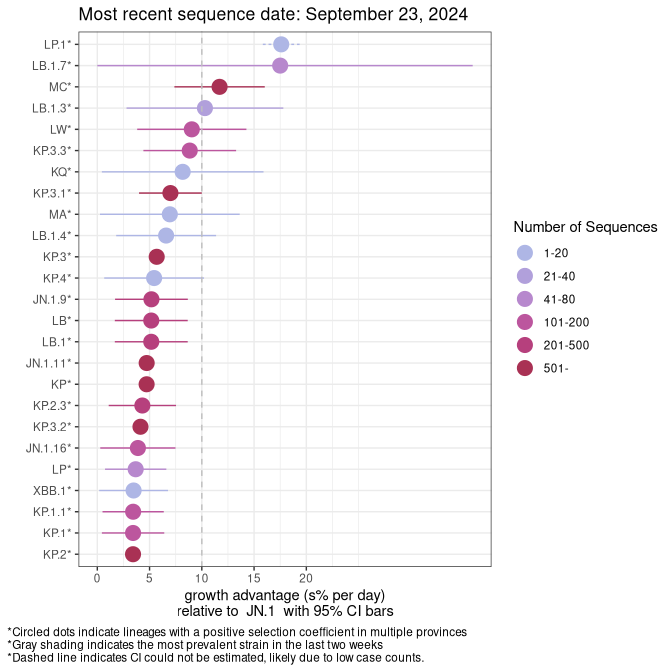 Most recent sequence date: September 23, 2024
LP.1*
LB.1.7*
MC*
LB.1.3*
LW*
KP.3.3*
KQ*
KP.3.1*
MA*
LB.1.4*
KP.3*
KP.4*
JN.1.9*
LB*
LB.1*
JN.1.11*
KP*
KP.2.3*
KP.3.2*
JN.1.16*
LP*
XBB.1*
KP.1.1*
KP.1*
KP.2*
0 5 10 15 20
growth advantage (s% per day)
relative to JN.1 with 95% CI bars
Number of Sequences
1-20
21-40
41-80
101-200
201-500
501-
*Circled dots indicate lineages with a positive selection coefficient in multiple provinces
*Gray shading indicates the most prevalent strain in the last two weeks
*Dashed line indicates CI could not be estimated, likely due to low case counts.